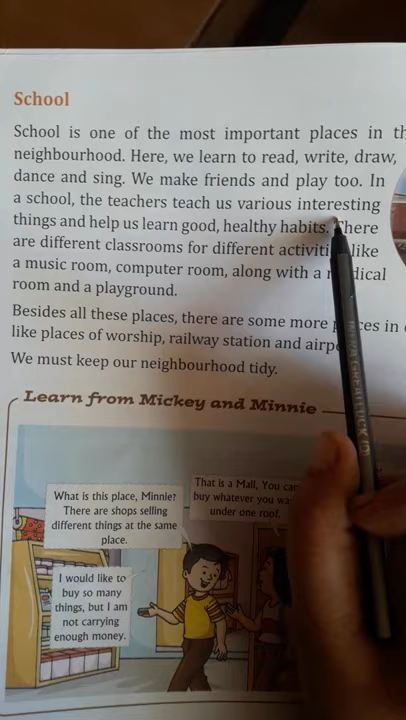 School
School is one of the most important places in th
neighbourhood. Here, we learn to read, write, draw,
dance and sing. We make friends and play too. In
a school, the teachers teach us various interesting
things and help us learn good, healthy habits. There
are different classrooms for different activiti like
a music room, computer room, along with a m dical
room and a playground.
Besides all these places, there are some more p ces in
like places of worship, railway station and airp
We must keep our neighbourhood tidy.
Learn from Mickey and Minnie
What is this place, Minnie?
There are shops selling
different things at the same
place.
That is a Mall, You can
buy whatever you wa
under one roof.
I would like to
buy so many
things, but I am
not carrying
enough money.